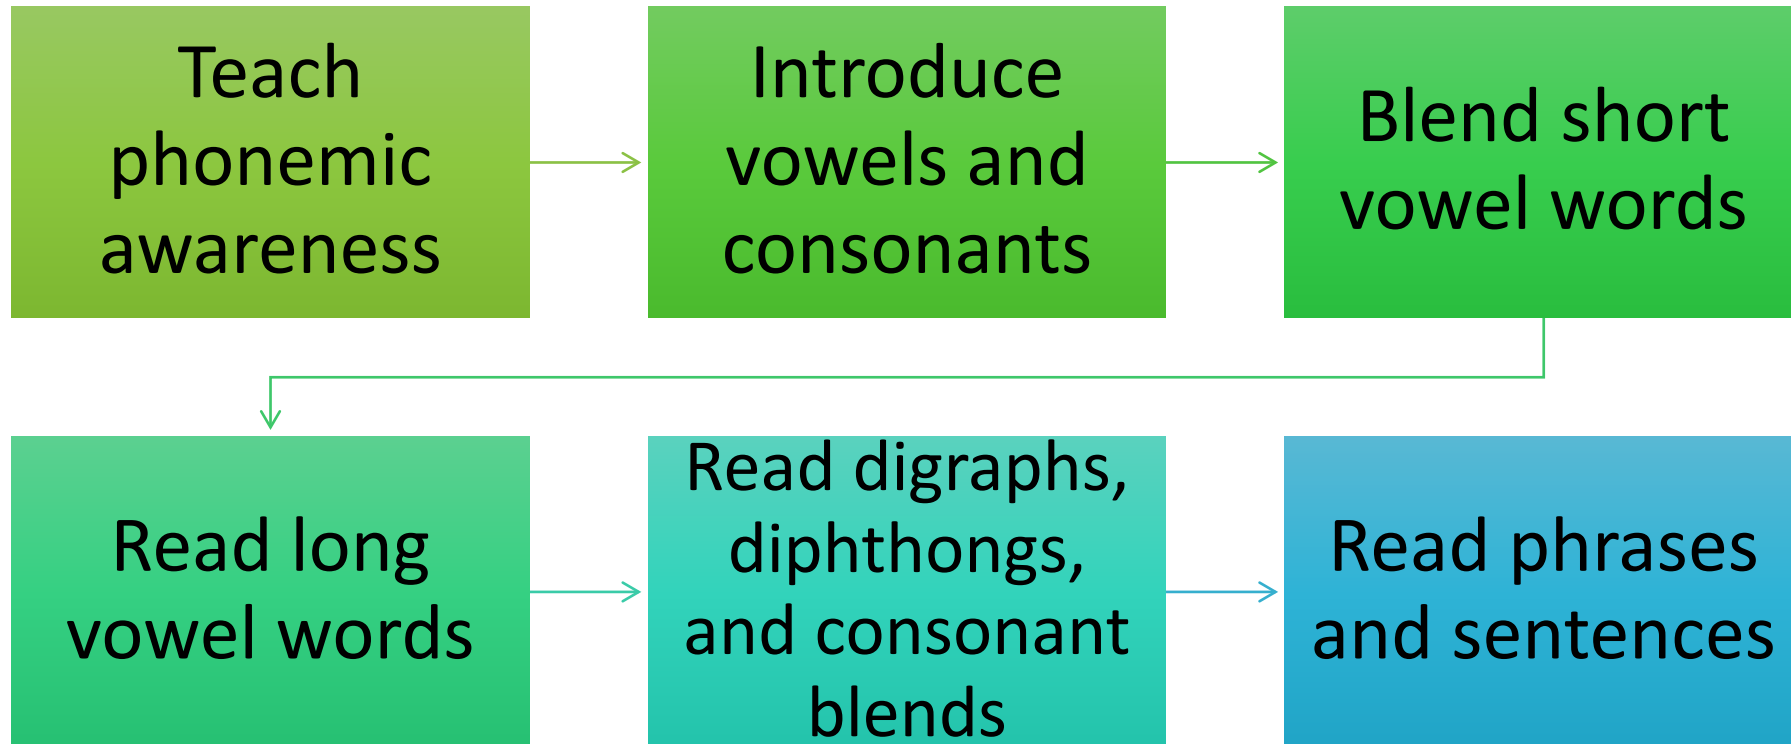 Teach
phonemic
awareness
Introduce
vowels and
consonants
Blend short
vowel words
Read long
vowel words
Read digraphs,
diphthongs,
and consonant
blends
Read phrases
and sentences